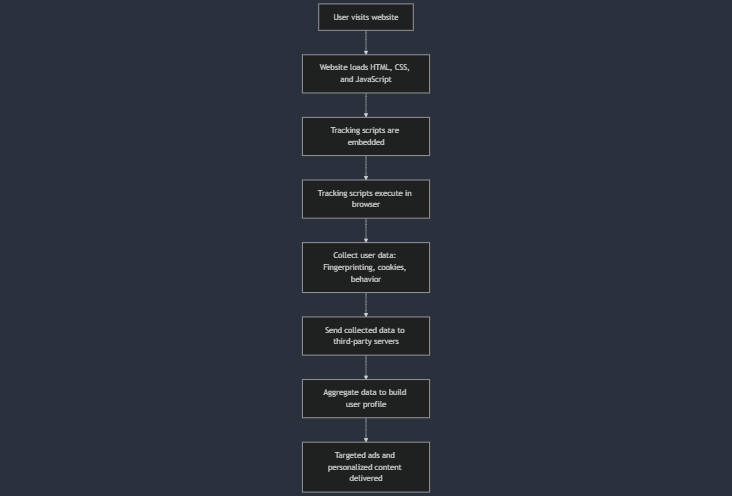 User visits website
Website loads HTML, CSS,
and JavaScript
Tracking scripts are
embedded
Tracking scripts execute in
browser
Collect user data:
Fingerprinting, cookies,
behavior
Send collected data to
third-party servers
Aggregate data to build
user profile
Targeted ads and
personalized content
delivered